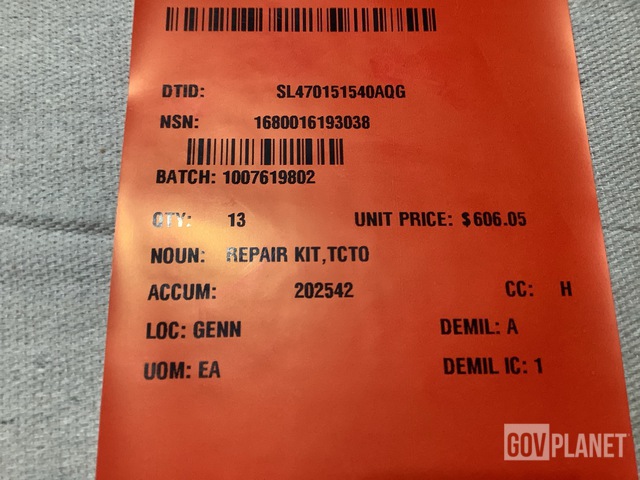 DTID: SL470151540AQG
NSN: 1680016193038
BATCH: 1007619802
QTY: 13 UNIT PRICE: $606.05
NOUN: REPAIR KIT,TCTO
ACCUM: 202542 CC: H
LOC: GENN DEMIL: A
UOM: EA DEMIL IC: 1
GOVPLANET